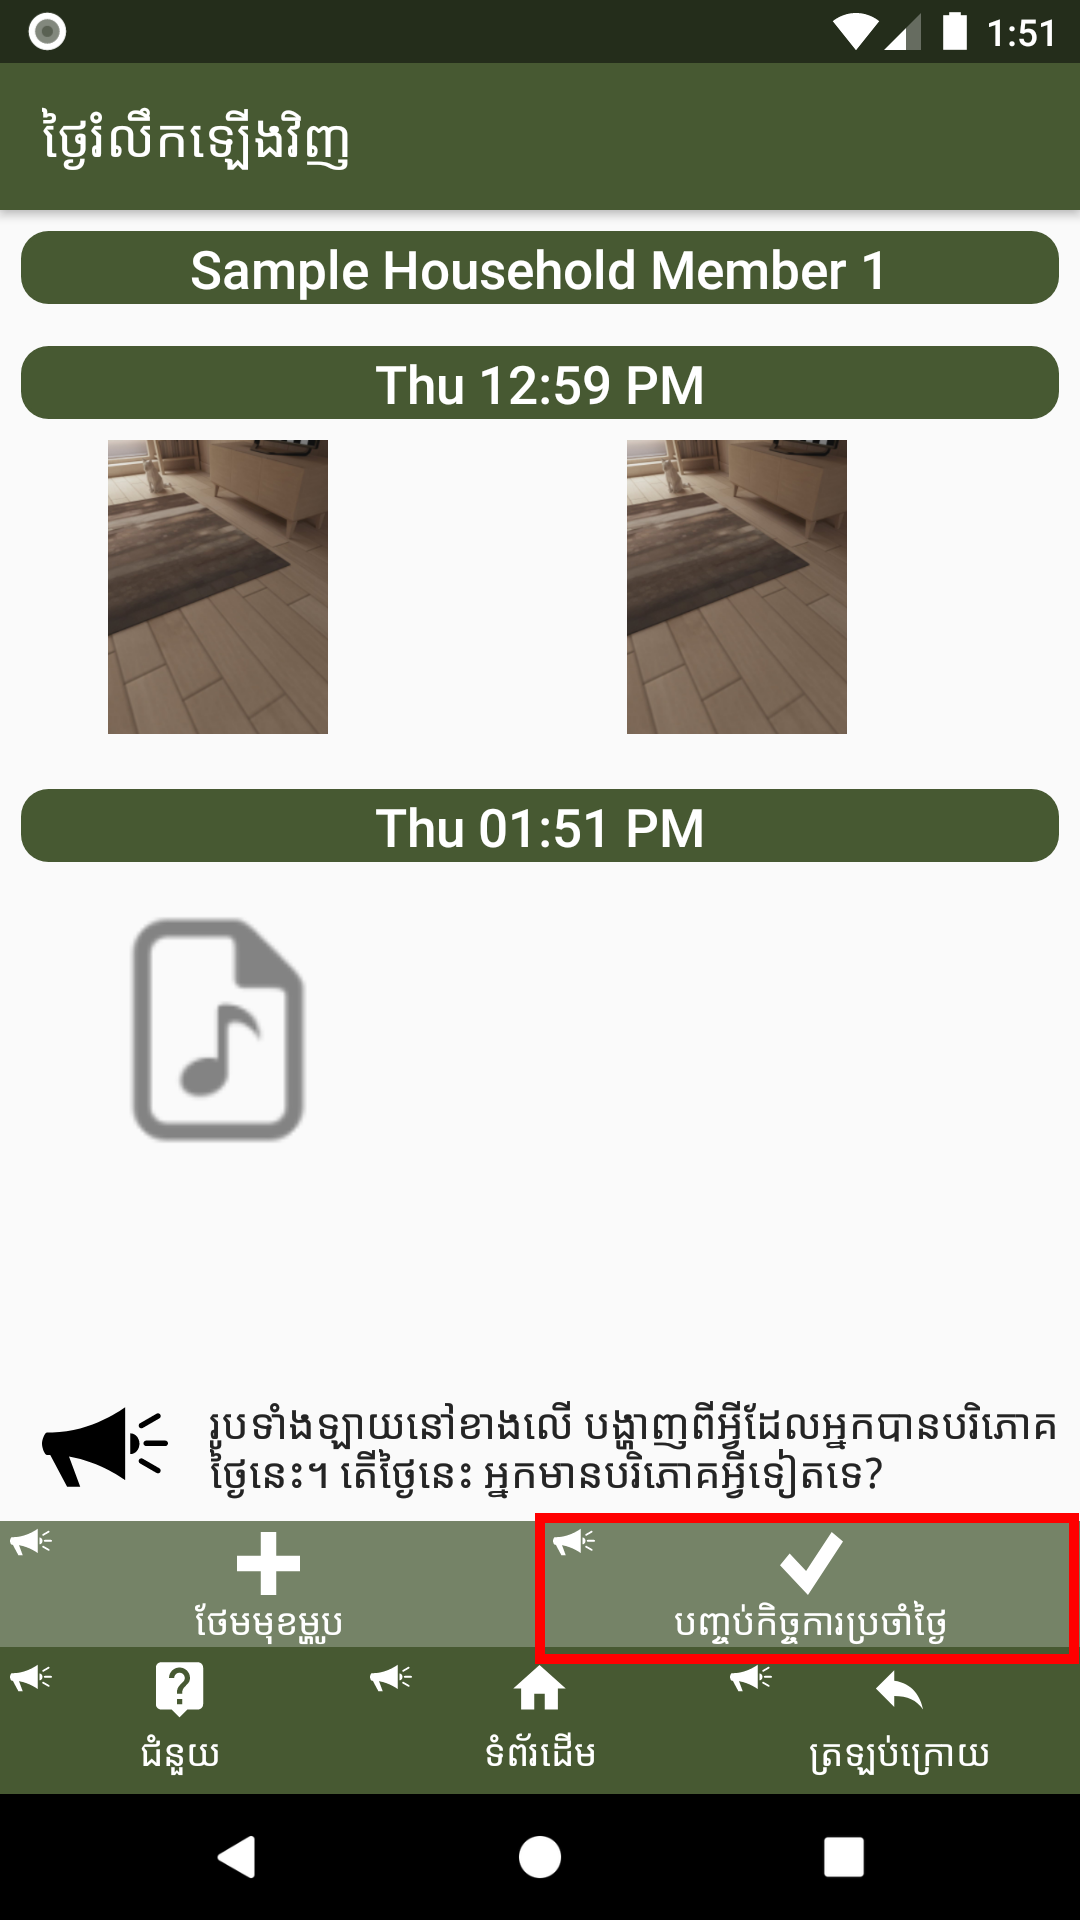 1:51
ថ្ងៃរំលឹកឡើងវិញ
Sample Household Member 1
Thu 12:59 PM
Thu 01:51 PM
រូបទាំងឡាយនៅខាងលើ បង្ហាញពីអ្វីដែលអ្នកបានបរិភោគ
ថ្ងៃនេះ។ តើថ្ងៃនេះ អ្នកមានបរិភោគអ្វីទៀតទេ?
ថែមមុខម្ហូប
បញ្ចប់កិច្ចការប្រចាំថ្ងៃ
ជំនួយ
ទំព័រដើម
ត្រឡប់ក្រោយ